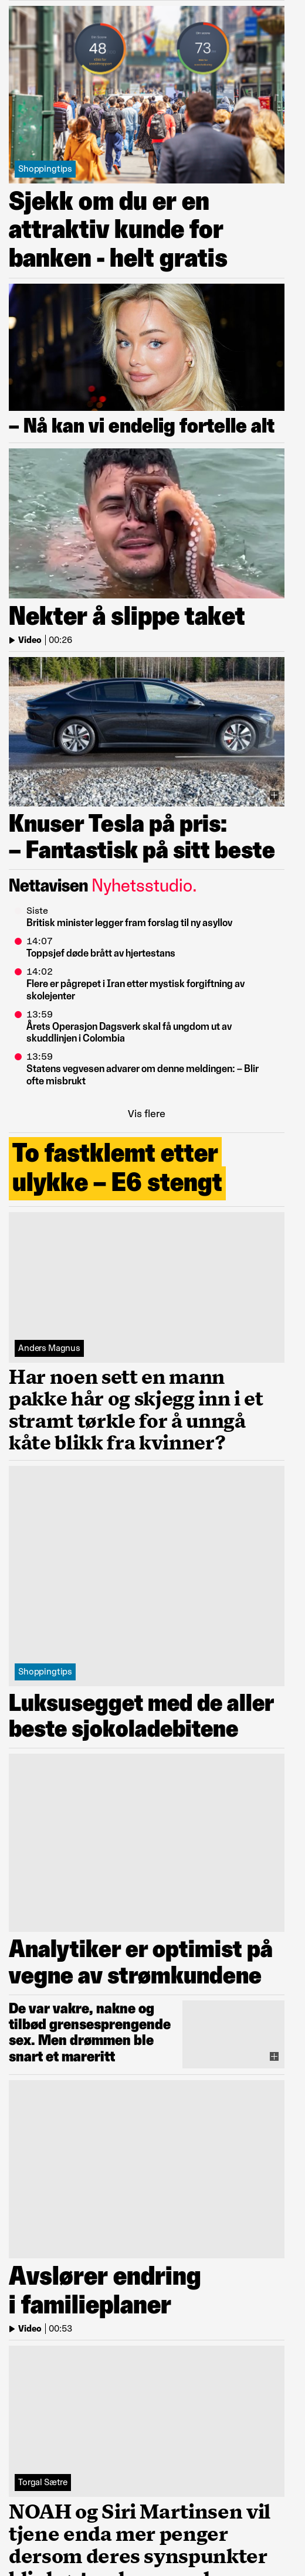 48
73
Shoppingtips
Sjekk om du er en
attraktiv kunde for
banken - helt gratis
– Nå kan vi endelig fortelle alt
Nekter å slippe taket
Video | 00:26
Knuser Tesla på pris:
– Fantastisk på sitt beste
Nettavisen Nyhetsstudio.
Siste
Britisk minister legger fram forslag til ny asyllov
14:07
Toppsjef døde brått av hjertestans
14:02
Flere er pågrepet i Iran etter mystisk forgiftning av
skolejenter
13:59
Årets Operasjon Dagsverk skal få ungdom ut av
skuddlinjen i Colombia
13:59
Statens vegvesen advarer om denne meldingen: – Blir
ofte misbrukt
Vis flere
To fastklemt etter
ulykke – E6 stengt
Anders Magnus
Har noen sett en mann
pakke hår og skjegg inn i et
stramt tørkle for å unngå
kåte blikk fra kvinner?
Shoppingtips
Luksusegget med de aller
beste sjokoladebitene
Analytiker er optimist på
vegne av strømkundene
De var vakre, nakne og
tilbød grensesprengende
sex. Men drømmen ble
snart et mareritt
Avslører endring
i familieplaner
Video | 00:53
Torgal Sætre
NOAH og Siri Martinsen vil
tjene enda mer penger
dersom deres synspunkter